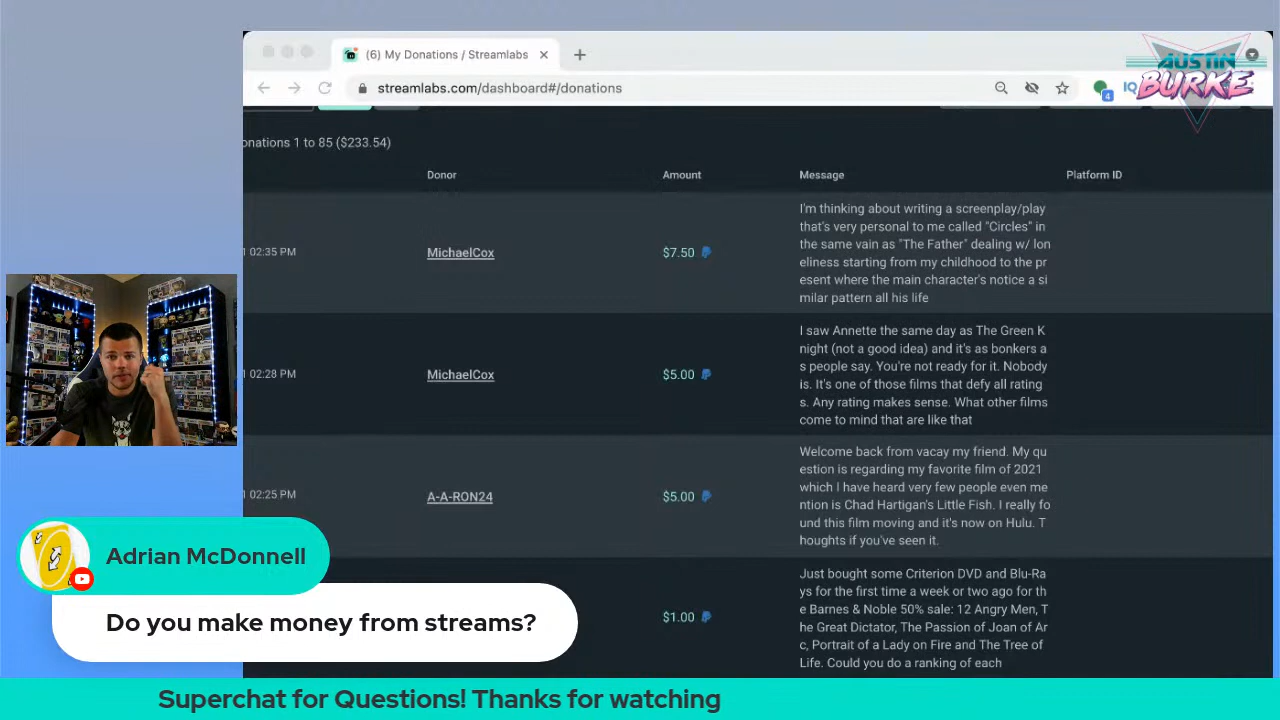 (6) My Donations / Streamlabs
AUSTIN
BURKE
streamlabs.com/dashboard#/donations
4
IQ
onations 1 to 85 ($233.54)
Donor Amount Message Platform ID
I'm thinking about writing a screenplay/play
that's very personal to me called "Circles" in
the same vain as "The Father" dealing w/ lon
eliness starting from my childhood to the pr
esent where the main character's notice a si
milar pattern all his life
1 02:35 PM MichaelCox $7.50
I saw Annette the same day as The Green K
night (not a good idea) and it's as bonkers a
s people say. You're not ready for it. Nobody
is. It's one of those films that defy all rating
s. Any rating makes sense. What other films
come to mind that are like that
1 02:28 PM MichaelCox $5.00
Welcome back from vacay my friend. My qu
estion is regarding my favorite film of 2021
which I have heard very few people even me
ntion is Chad Hartigan's Little Fish. I really fo
und this film moving and it's now on Hulu. T
houghts if you've seen it.
1 02:25 PM A-A-RON24 $5.00
Just bought some Criterion DVD and Blu-Ra
ys for the first time a week or two ago for th
e Barnes & Noble 50% sale: 12 Angry Men, T
he Great Dictator, The Passion of Joan of Ar
c, Portrait of a Lady on Fire and The Tree of
Life. Could you do a ranking of each
$1.00
Adrian McDonnell
Do you make money from streams?
Superchat for Questions! Thanks for watching